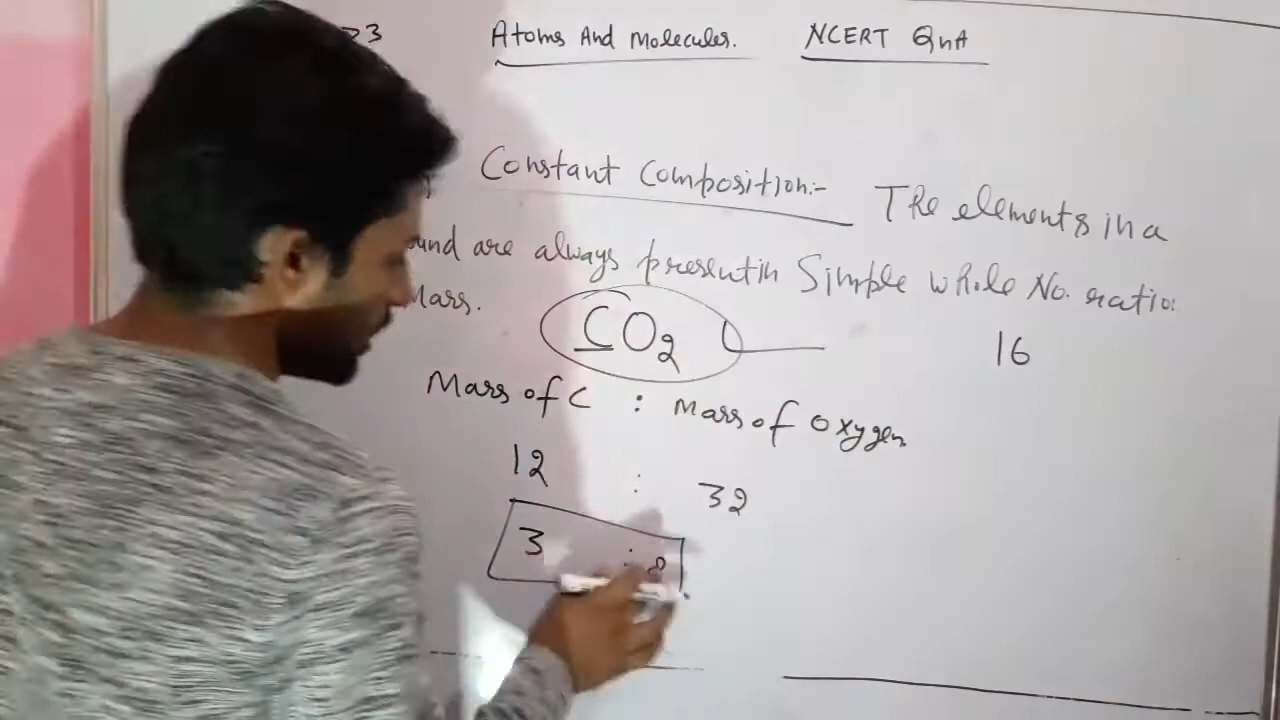 3 Atoms And Molecules. NCERT QnA
Constant Composition:- The elements in a
are always present in Simple whole No. ratio
Mass.
CO2
16
Mass of C : Mass of Oxygen
12 : 32
3 : 8